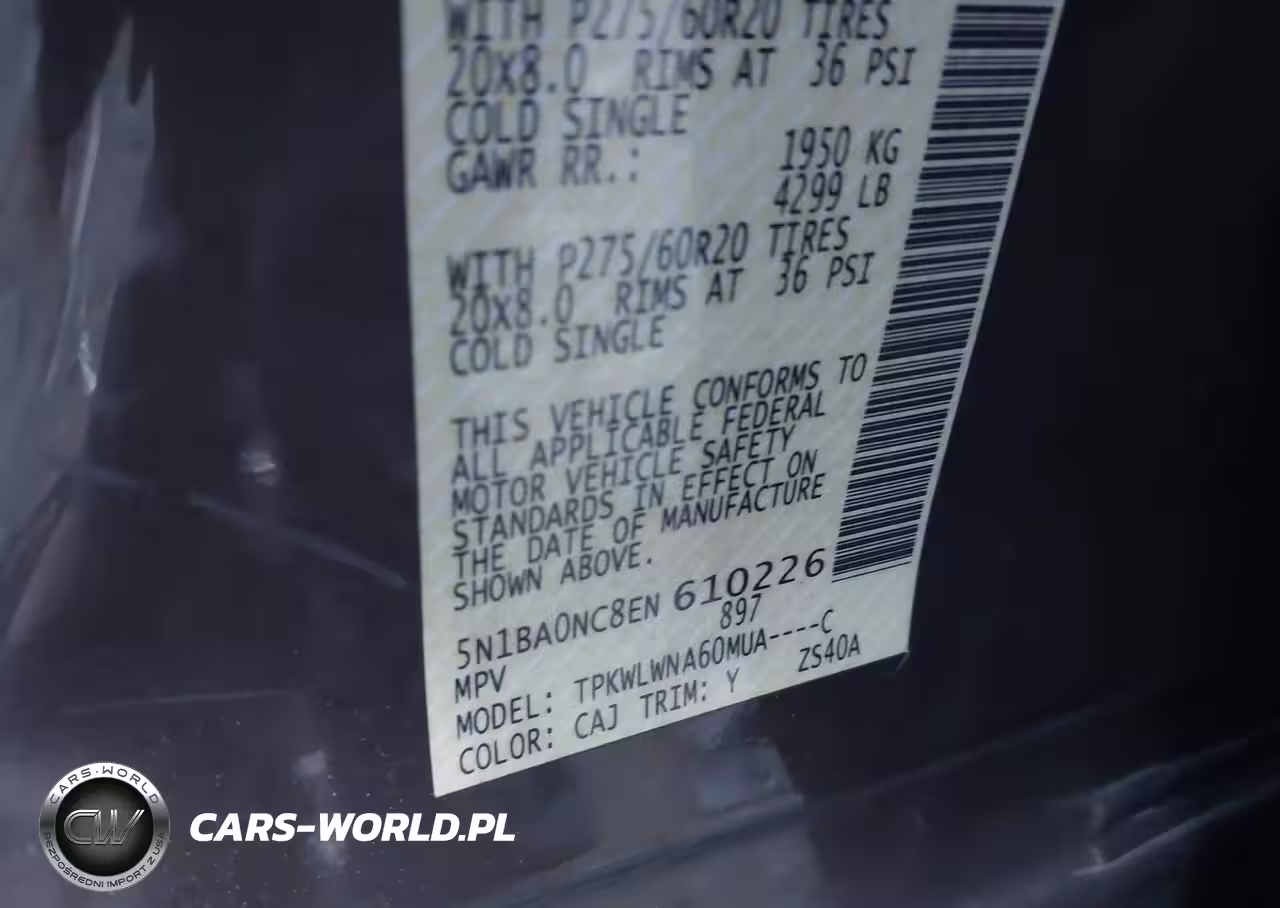 WITH P275/60R20 TIRES
20x8.0 RIMS AT 36 PSI
COLD SINGLE
GAWR RR.: 1950 KG
4299 LB
WITH P275/60R20 TIRES
20x8.0 RIMS AT 36 PSI
COLD SINGLE
THIS VEHICLE CONFORMS TO
ALL APPLICABLE FEDERAL
MOTOR VEHICLE SAFETY
STANDARDS IN EFFECT ON
THE DATE OF MANUFACTURE
SHOWN ABOVE.
5N1BA0NC8EN 610226
MPV 897
MODEL: TPKWLWNA60MUA----C
COLOR: CAJ TRIM: Y ZS40A
CARS-WORLD
CW
BEZPOŚREDNI IMPORT Z USA
CARS-WORLD.PL